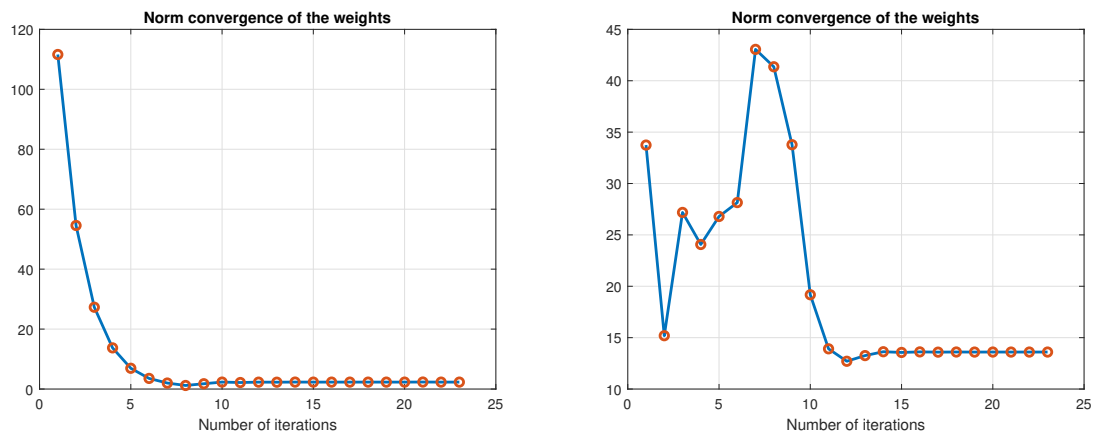 Norm convergence of the weights
120
100
80
60
40
20
0
0 5 10 15 20 25
Number of iterations
Norm convergence of the weights
45
40
35
30
25
20
15
10
0 5 10 15 20 25
Number of iterations